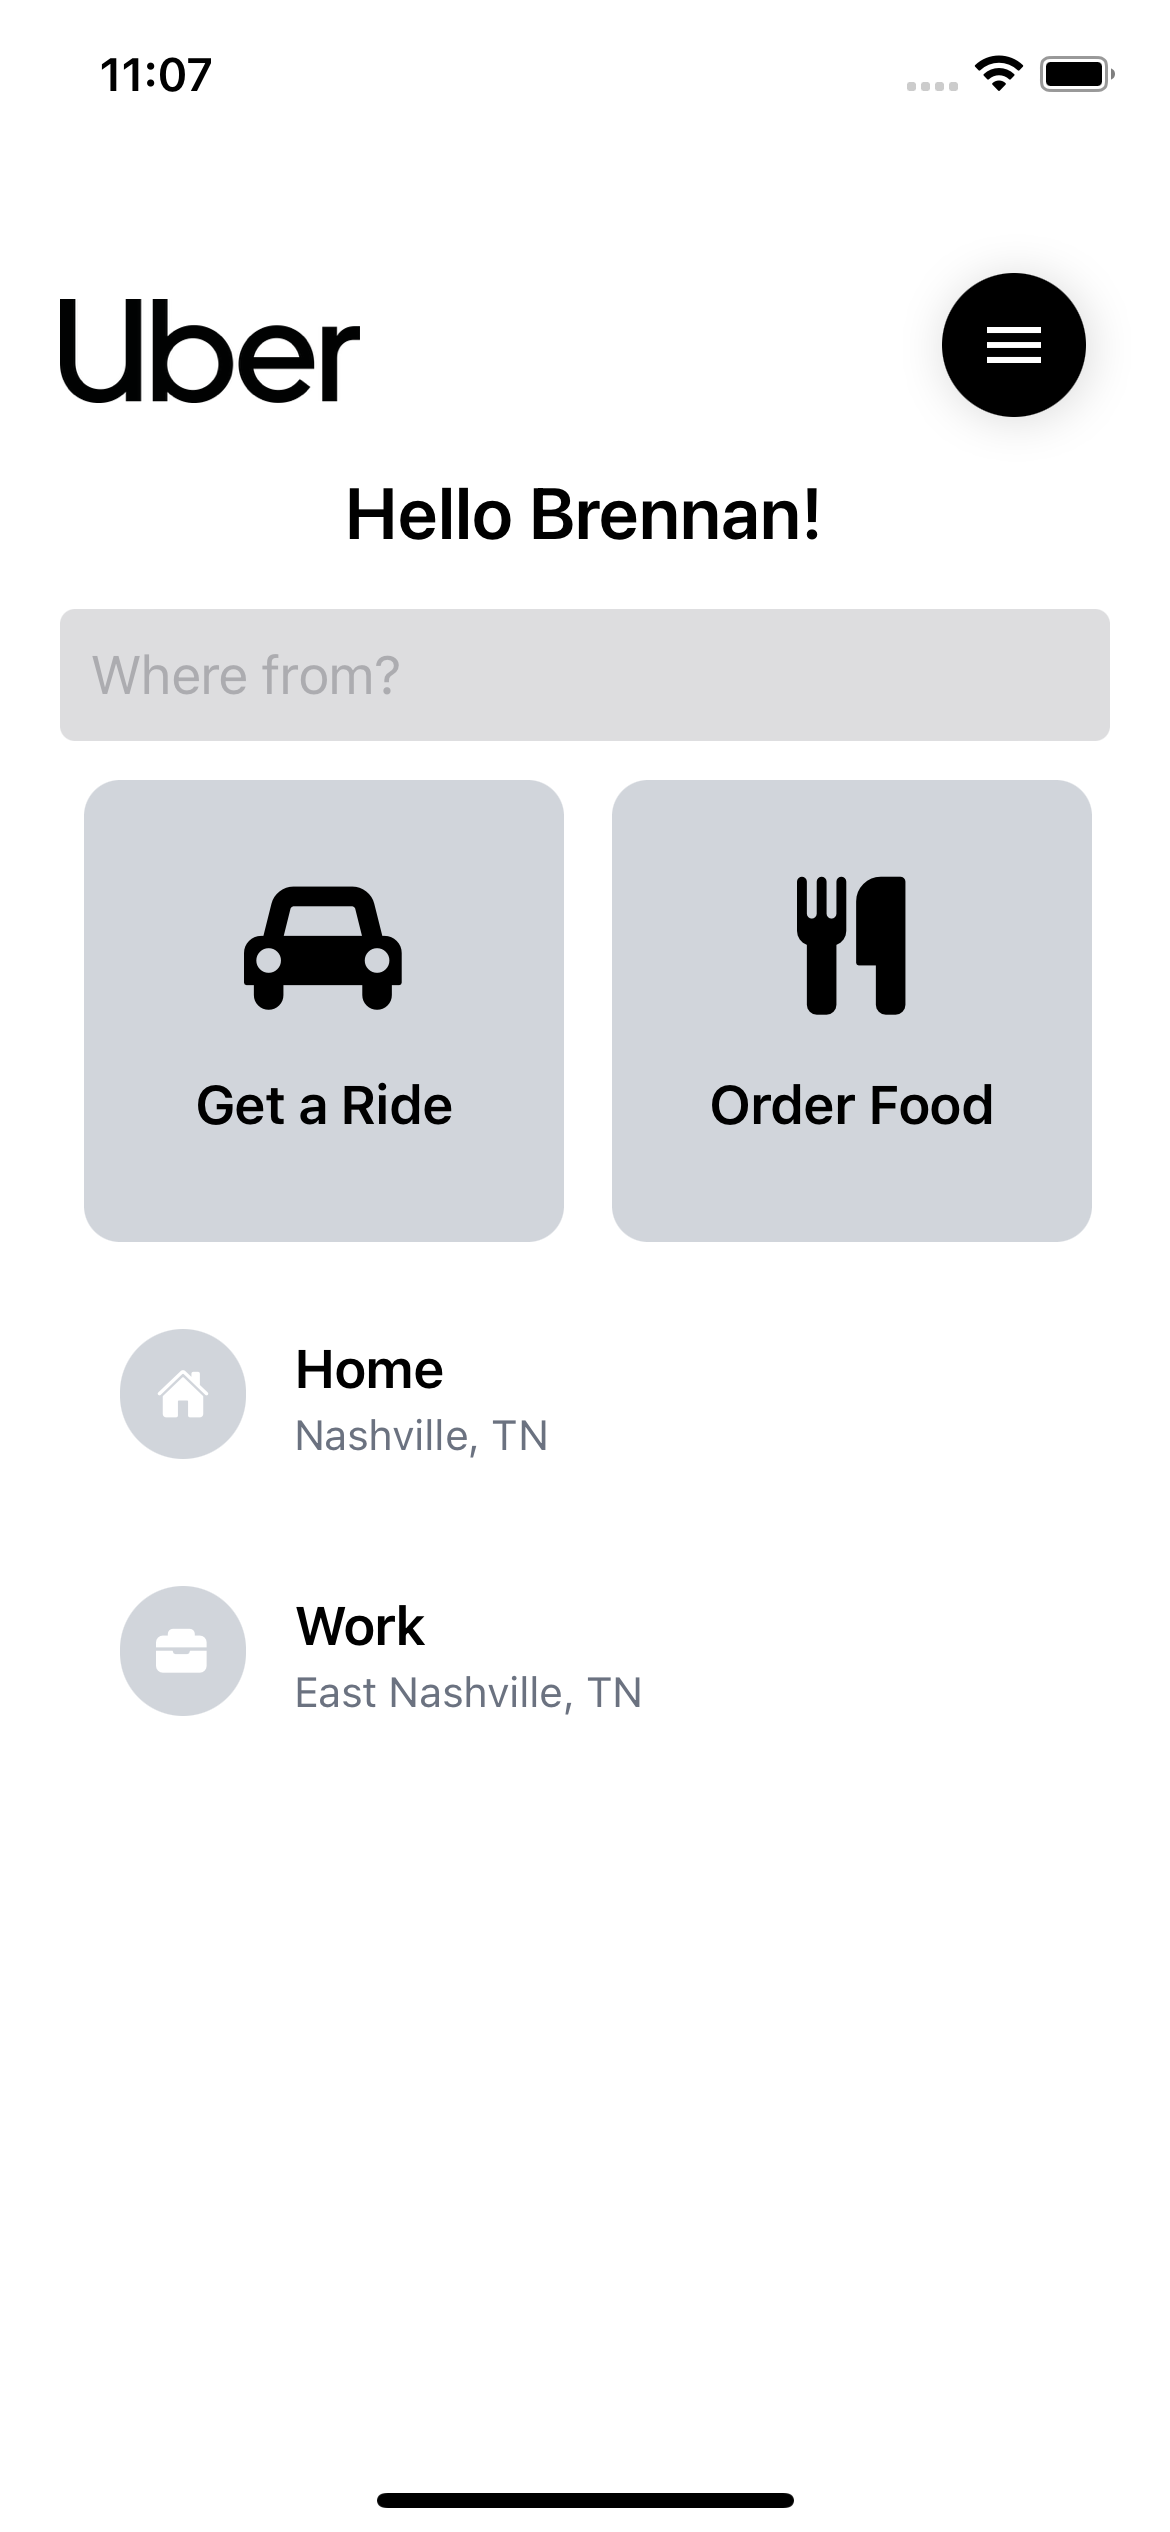 11:07
Uber
Hello Brennan!
Where from?
Get a Ride
Order Food
Home
Nashville, TN
Work
East Nashville, TN